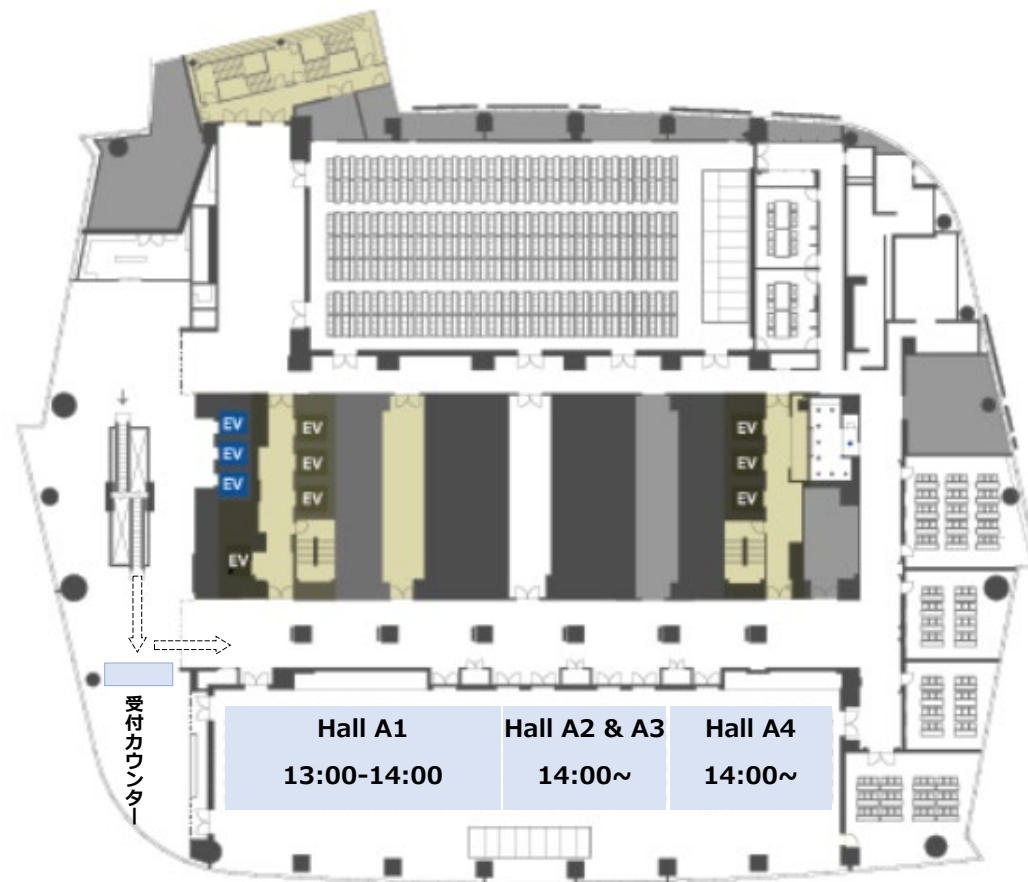 EV
EV
EV
EV
EV
EV
EV
EV
EV
EV
受付カウンター
Hall A1
13:00-14:00
Hall A2 & A3
14:00~
Hall A4
14:00~